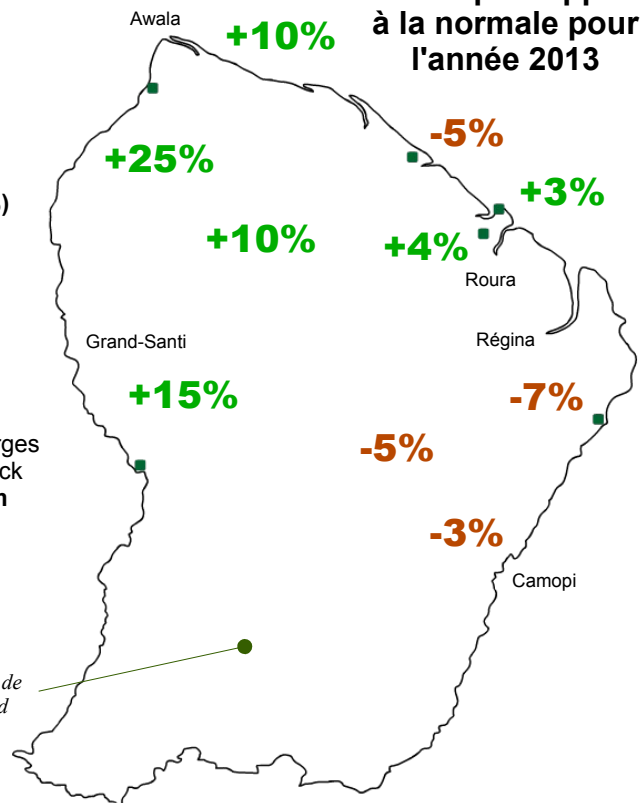 à la normale pour
l'année 2013
Awala
+10%
-5%
+25%
+3%
)
+10%
+4%
Roura
Grand-Santi
Régina
+15%
-7%
-5%
-3%
Camopi
de